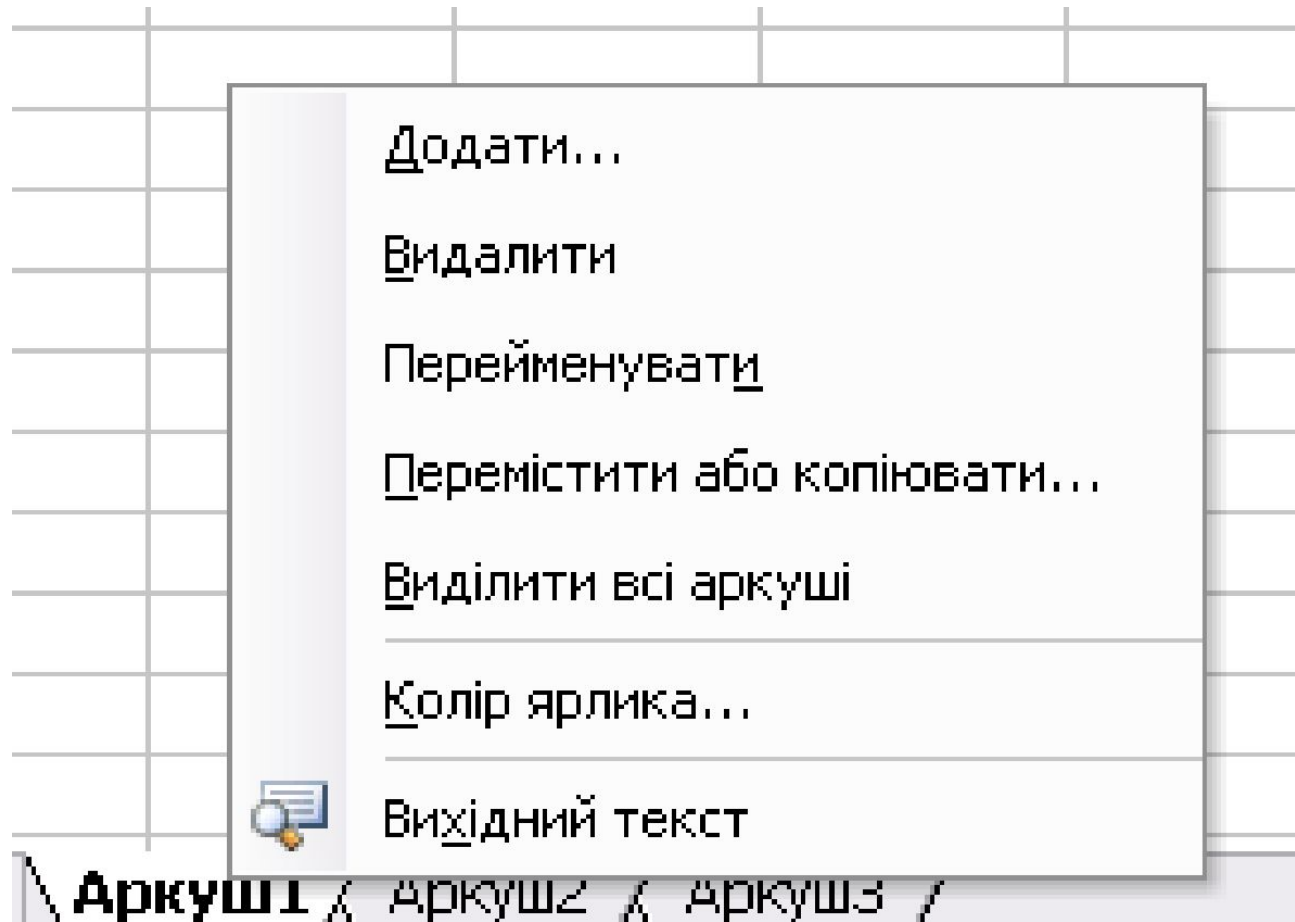 Додати...
Видалити
Перейменувати
Перемістити або копіювати...
Виділити всі аркуші
Колір ярлика...
Вихідний текст
Аркуш1 Аркуш2 Аркуш3